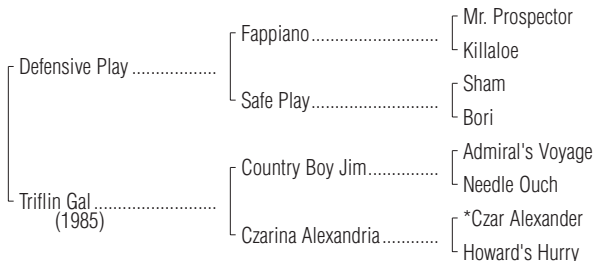 Mr. Prospector
Fappiano
Killaloe
Defensive Play
Sham
Safe Play
Bori
Admiral's Voyage
Country Boy Jim
Needle Ouch
Triflin Gal
(1985)
*Czar Alexander
Czarina Alexandria
Howard's Hurry